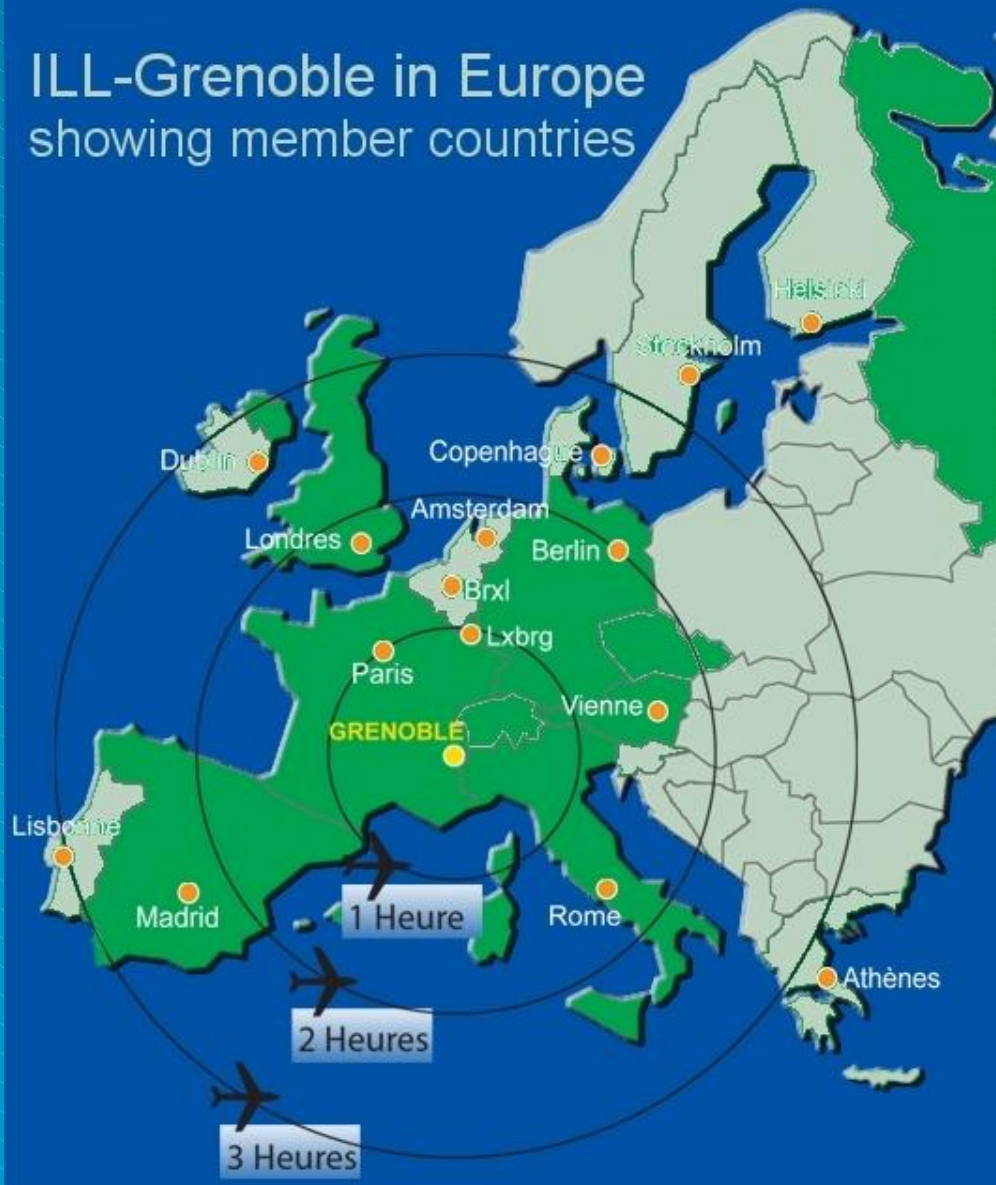 ILL-Grenoble in Europe
showing member countries
Helsicki
Stockholm
Dublin
Copenhague
Amsterdam
Londres
Berlin
Brxl
Lxbrg
Paris
Vienne
GRENOBLE
Lisbonne
Madrid
1 Heure
Rome
Athènes
2 Heures
3 Heures